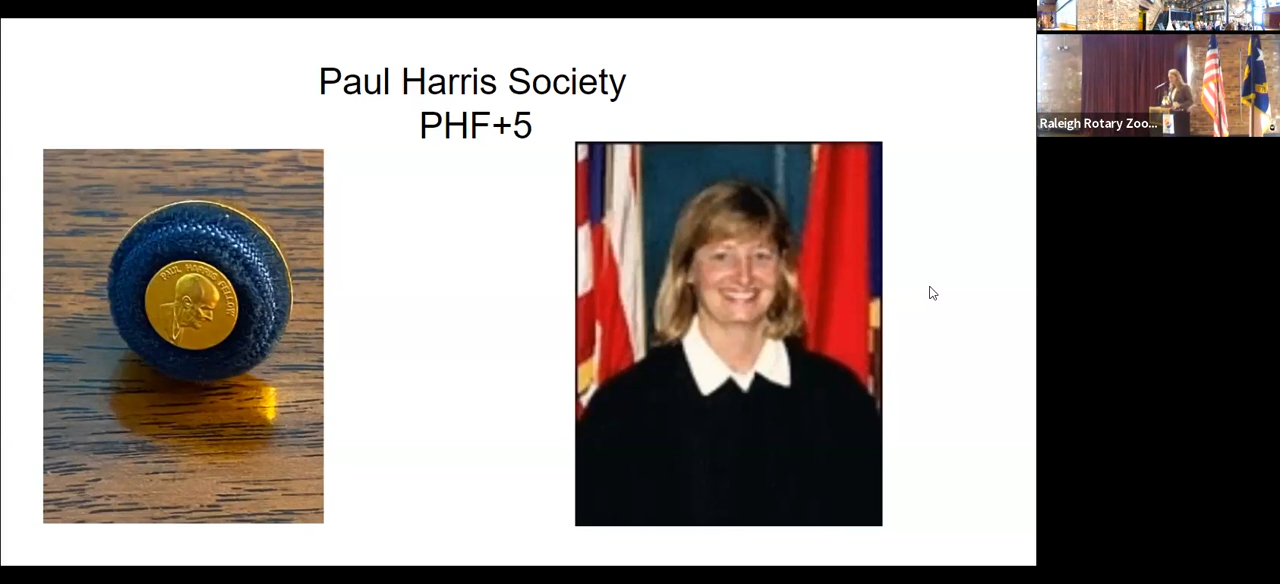 Paul Harris Society
PHF+5
PAUL HARRIS FELLOW
Raleigh Rotary Zoo...